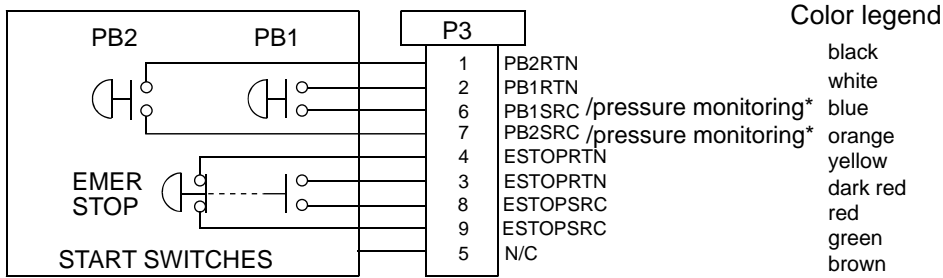 Color legend
PB2 PB1 P3
1 PB2RTN black
2 PB1RTN white
6 PB1SRC /pressure monitoring* blue
7 PB2SRC /pressure monitoring* orange
4 ESTOPRTN yellow
EMER
STOP
3 ESTOPRTN dark red
8 ESTOPSRC red
9 ESTOPSRC green
5 N/C brown
START SWITCHES